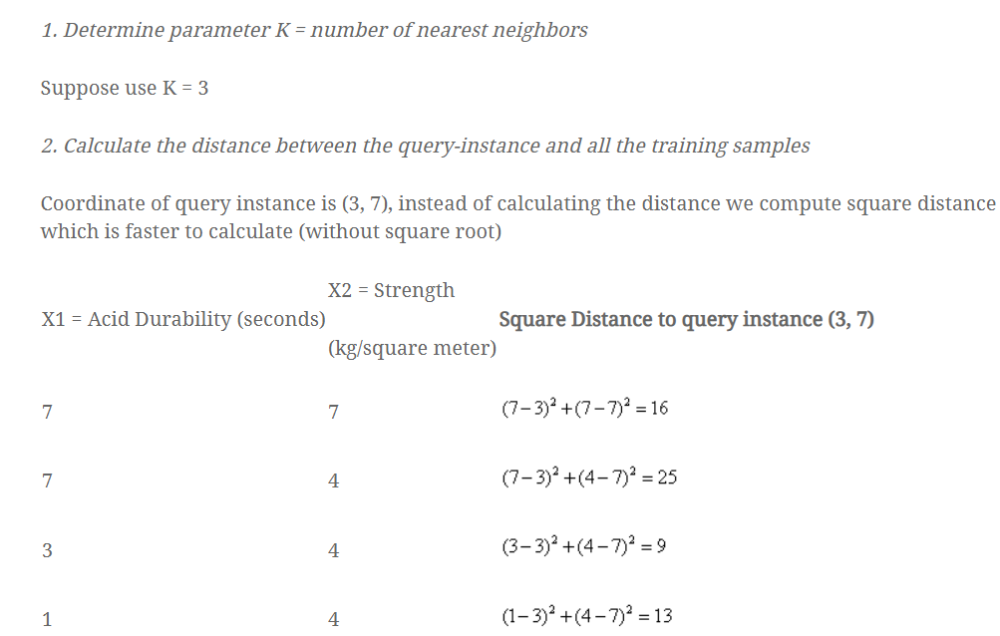 1. Determine parameter K = number of nearest neighbors
Suppose use K = 3
2. Calculate the distance between the query-instance and all the training samples
Coordinate of query instance is (3, 7), instead of calculating the distance we compute square distance
which is faster to calculate (without square root)
X2 = Strength
X1 = Acid Durability (seconds) Square Distance to query instance (3, 7)
(kg/square meter)
7 7 (7−3)² +(7−7)² = 16
7 4 (7−3)² +(4−7)² = 25
3 4 (3−3)² +(4−7)² = 9
1 4 (1−3)² +(4−7)² = 13